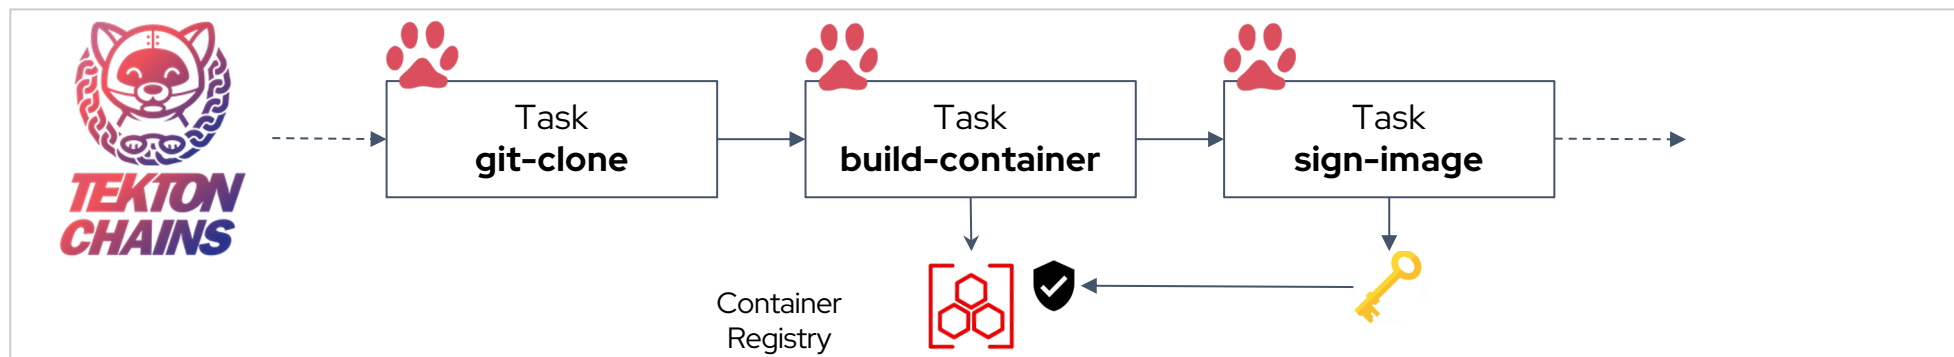 TEKTON
CHAINS
Task
git-clone
Task
build-container
Task
sign-image
Container
Registry